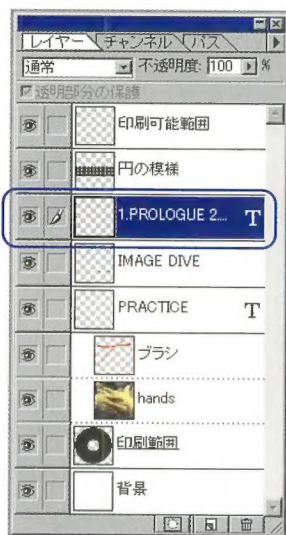 レイヤー チャンネル パス
通常 不透明度: 100 %
透明部分の保護
印刷可能範囲
円の模様
1.PROLOGUE 2... T
IMAGE DIVE
PRACTICE T
ブラシ
hands
印刷範囲
背景